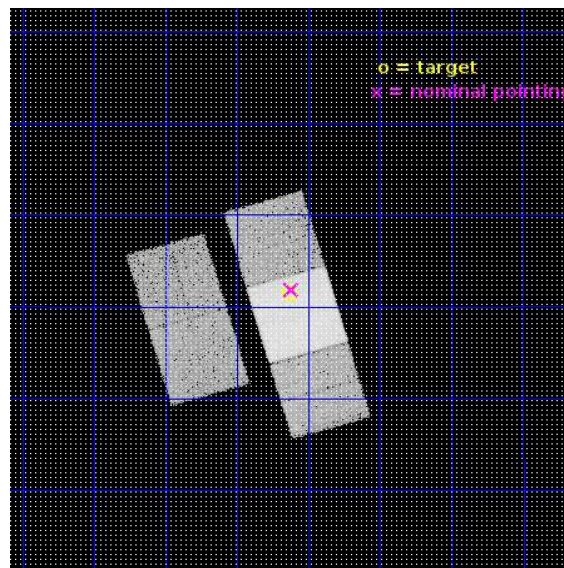 o = target
x = nominal pointing